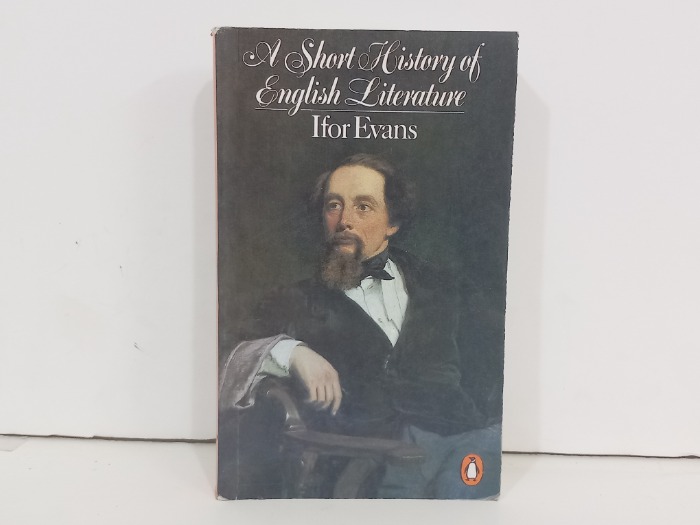 A Short History of
English Literature
Ifor Evans